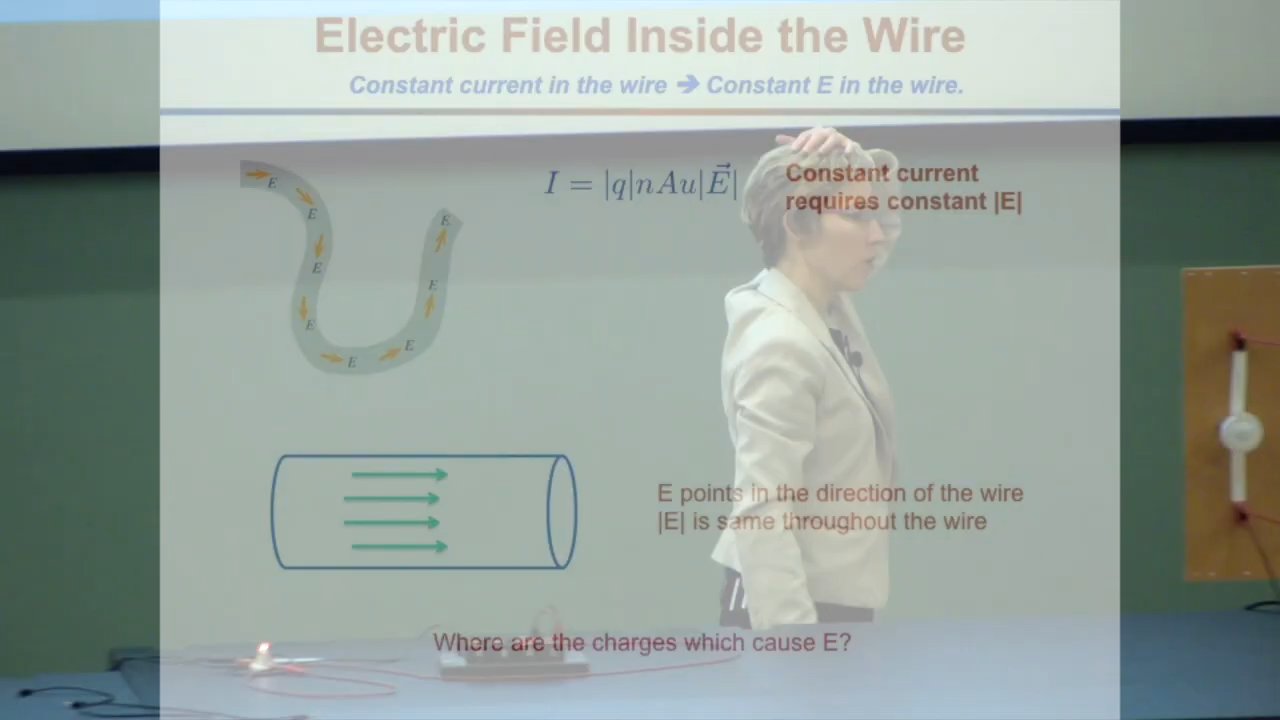 Electric Field Inside the Wire
Constant current in the wire ➔ Constant E in the wire.
I = |q|nAu|E⃗|
Constant current
requires constant |E|
E
E
E
E
E
E
E
E
E
E points in the direction of the wire
|E| is same throughout the wire
Where are the charges which cause E?